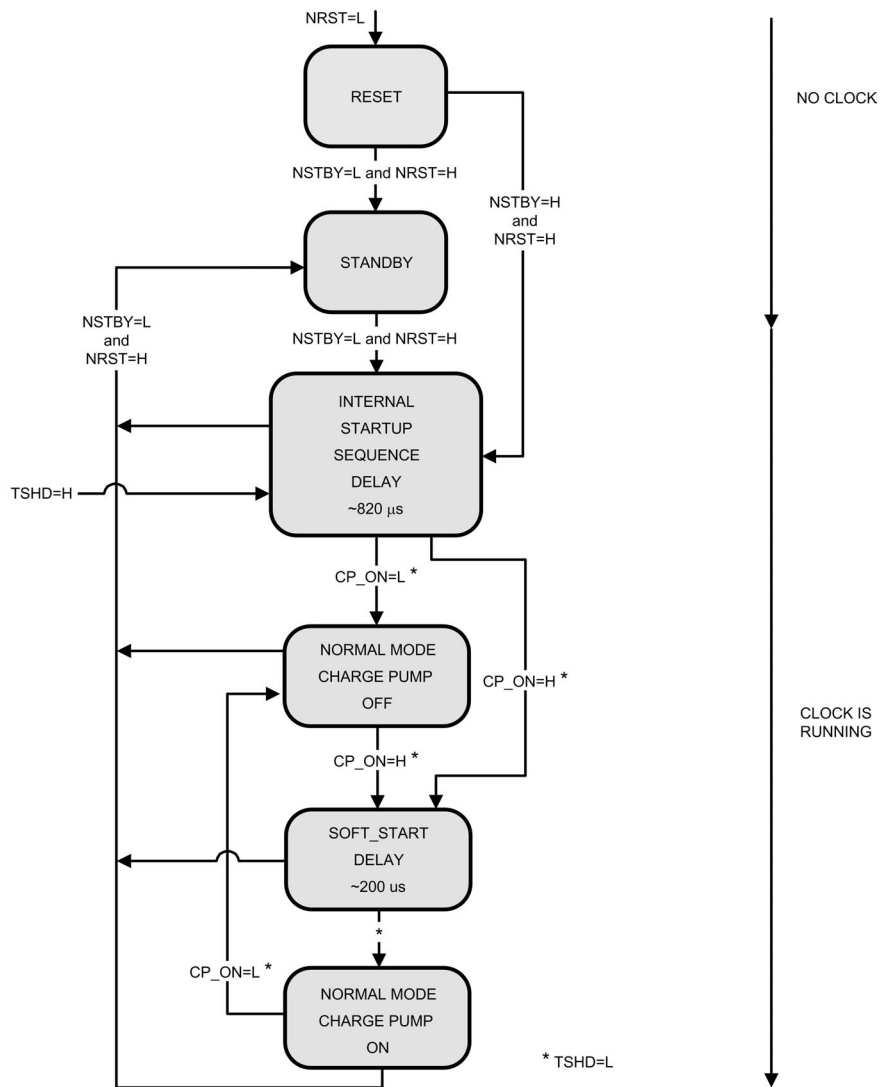 NRST=L
RESET
NO CLOCK
NSTBY=L and NRST=H
NSTBY=H
and
NRST=H
STANDBY
NSTBY=L
and
NRST=H
NSTBY=L and NRST=H
INTERNAL
STARTUP
SEQUENCE
DELAY
~820 μs
TSHD=H
CP_ON=L *
NORMAL MODE
CHARGE PUMP
OFF
CP_ON=H *
CLOCK IS
RUNNING
CP_ON=H *
SOFT_START
DELAY
~200 us
*
CP_ON=L *
NORMAL MODE
CHARGE PUMP
ON
* TSHD=L